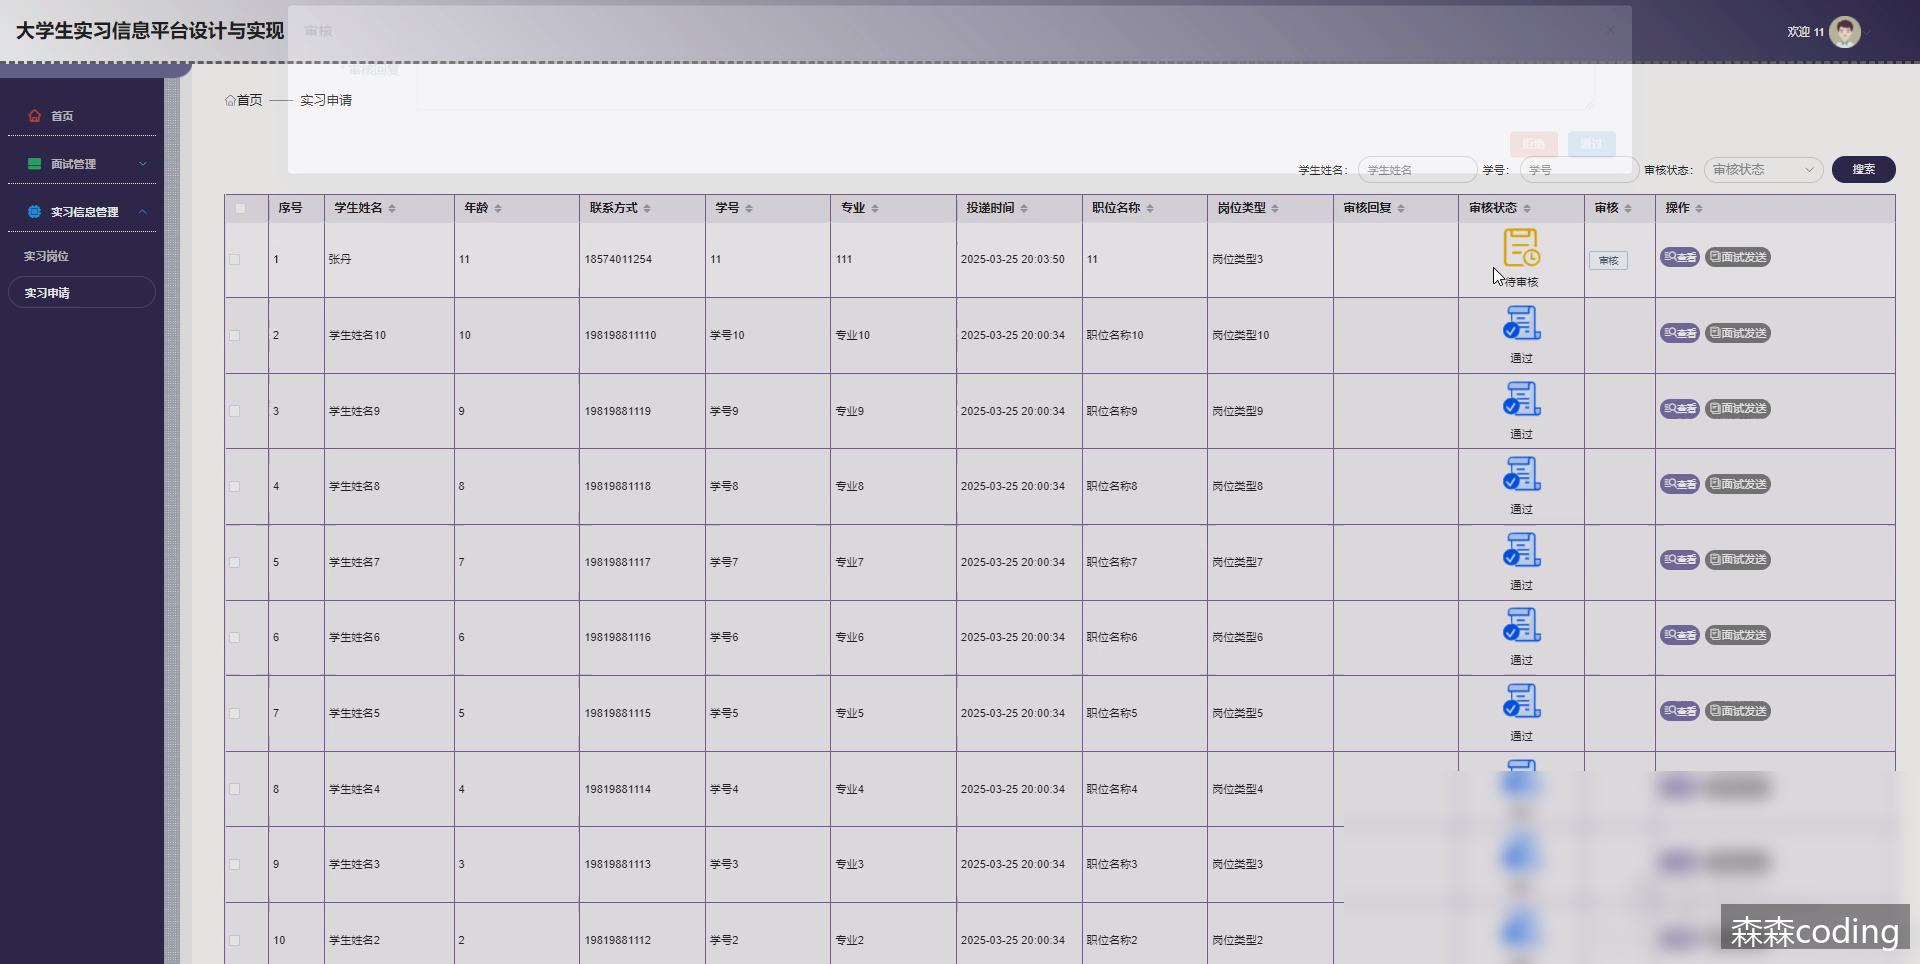 大学生实习信息平台设计与实现
审核
欢迎 11
审核回复
首页 —— 实习申请
拒绝 通过
首页
面试管理
实习信息管理
实习岗位
实习申请
学生姓名： 学生姓名 学号： 学号 审核状态： 审核状态 搜索
序号 学生姓名 年龄 联系方式 学号 专业 投递时间 职位名称 岗位类型 审核回复 审核状态 审核 操作
1 张丹 11 18574011254 11 111 2025-03-25 20:03:50 11 岗位类型3 待审核 审核 查看 面试发送
2 学生姓名10 10 198198811110 学号10 专业10 2025-03-25 20:00:34 职位名称10 岗位类型10 通过 查看 面试发送
3 学生姓名9 9 19819881119 学号9 专业9 2025-03-25 20:00:34 职位名称9 岗位类型9 通过 查看 面试发送
4 学生姓名8 8 19819881118 学号8 专业8 2025-03-25 20:00:34 职位名称8 岗位类型8 通过 查看 面试发送
5 学生姓名7 7 19819881117 学号7 专业7 2025-03-25 20:00:34 职位名称7 岗位类型7 通过 查看 面试发送
6 学生姓名6 6 19819881116 学号6 专业6 2025-03-25 20:00:34 职位名称6 岗位类型6 通过 查看 面试发送
7 学生姓名5 5 19819881115 学号5 专业5 2025-03-25 20:00:34 职位名称5 岗位类型5 通过 查看 面试发送
8 学生姓名4 4 19819881114 学号4 专业4 2025-03-25 20:00:34 职位名称4 岗位类型4
9 学生姓名3 3 19819881113 学号3 专业3 2025-03-25 20:00:34 职位名称3 岗位类型3
10 学生姓名2 2 19819881112 学号2 专业2 2025-03-25 20:00:34 职位名称2 岗位类型2
森森coding